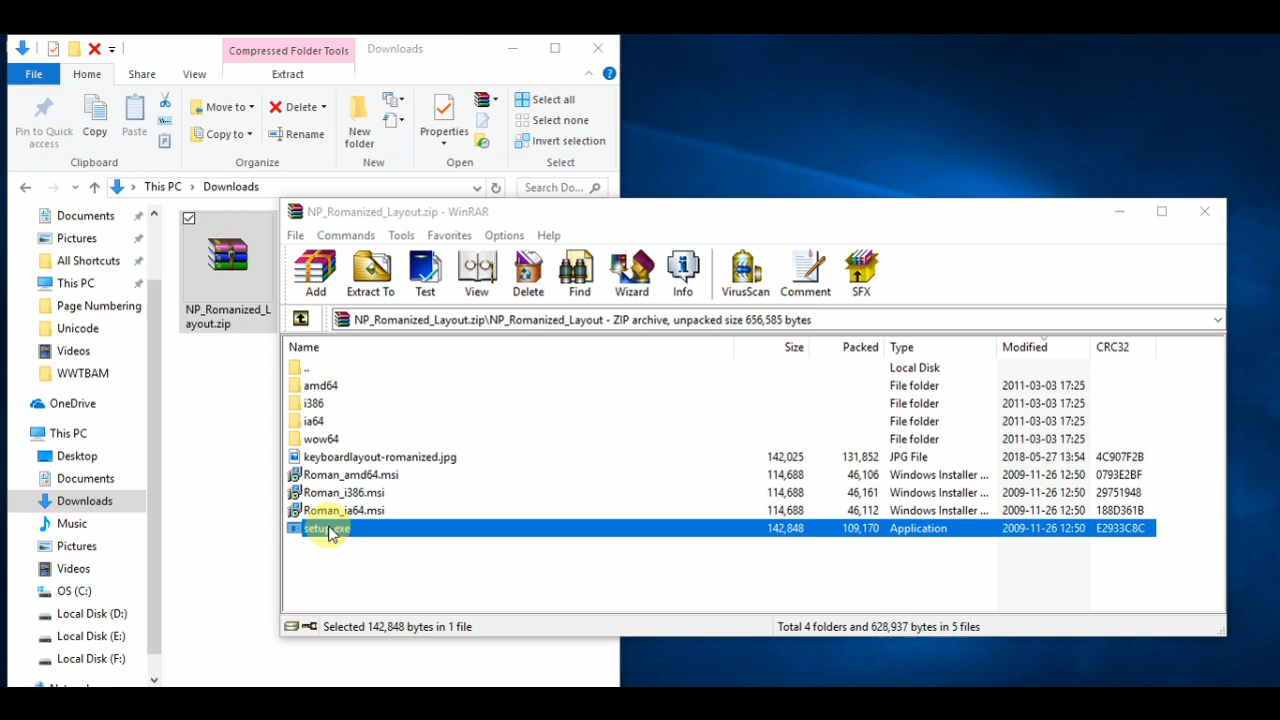 Compressed Folder Tools
Downloads
File
Home
Share
View
Extract
Pin to Quick
access
Copy
Paste
Move to
Copy to
Delete
Rename
New
folder
Properties
Select all
Select none
Invert selection
Clipboard
Organize
New
Open
Select
This PC
Downloads
Search Do...
Documents
Pictures
All Shortcuts
This PC
Page Numbering
Unicode
Videos
WWTBAM
OneDrive
This PC
Desktop
Documents
Downloads
Music
Pictures
Videos
OS (C:)
Local Disk (D:)
Local Disk (E:)
Local Disk (F:)
NP_Romanized_L
ayout.zip
NP_Romanized_Layout.zip - WinRAR
File Commands Tools Favorites Options Help
Add Extract To Test View Delete Find Wizard Info VirusScan Comment SFX
NP_Romanized_Layout.zip\NP_Romanized_Layout - ZIP archive, unpacked size 656,585 bytes
Name Size Packed Type Modified CRC32
.. Local Disk
amd64 File folder 2011-03-03 17:25
i386 File folder 2011-03-03 17:25
ia64 File folder 2011-03-03 17:25
wow64 File folder 2011-03-03 17:25
keyboardlayout-romanized.jpg 142,025 131,852 JPG File 2018-05-27 13:54 4C907F2B
Roman_amd64.msi 114,688 46,106 Windows Installer ... 2009-11-26 12:50 0793E2BF
Roman_i386.msi 114,688 46,161 Windows Installer ... 2009-11-26 12:50 29751948
Roman_ia64.msi 114,688 46,112 Windows Installer ... 2009-11-26 12:50 188D361B
setup.exe 142,848 109,170 Application 2009-11-26 12:50 E2933C8C
Selected 142,848 bytes in 1 file
Total 4 folders and 628,937 bytes in 5 files